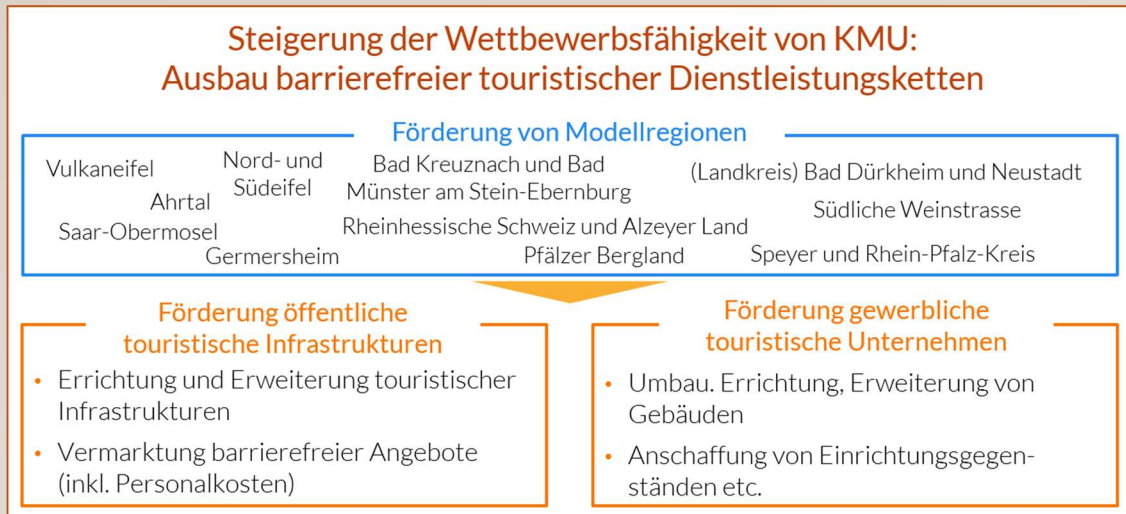 Steigerung der Wettbewerbsfähigkeit von KMU:
Ausbau barrierefreier touristischer Dienstleistungsketten
Förderung von Modellregionen
Vulkaneifel
Nord- und
Südeifel
Bad Kreuznach und Bad
Münster am Stein-Ebernburg
(Landkreis) Bad Dürkheim und Neustadt
Ahrtal
Südliche Weinstrasse
Saar-Obermosel
Rheinhessische Schweiz und Alzeyer Land
Germersheim
Pfälzer Bergland
Speyer und Rhein-Pfalz-Kreis
Förderung öffentliche
touristische Infrastrukturen
• Errichtung und Erweiterung touristischer
Infrastrukturen
• Vermarktung barrierefreier Angebote
(inkl. Personalkosten)
Förderung gewerbliche
touristische Unternehmen
• Umbau. Errichtung, Erweiterung von
Gebäuden
• Anschaffung von Einrichtungsgegen-
ständen etc.